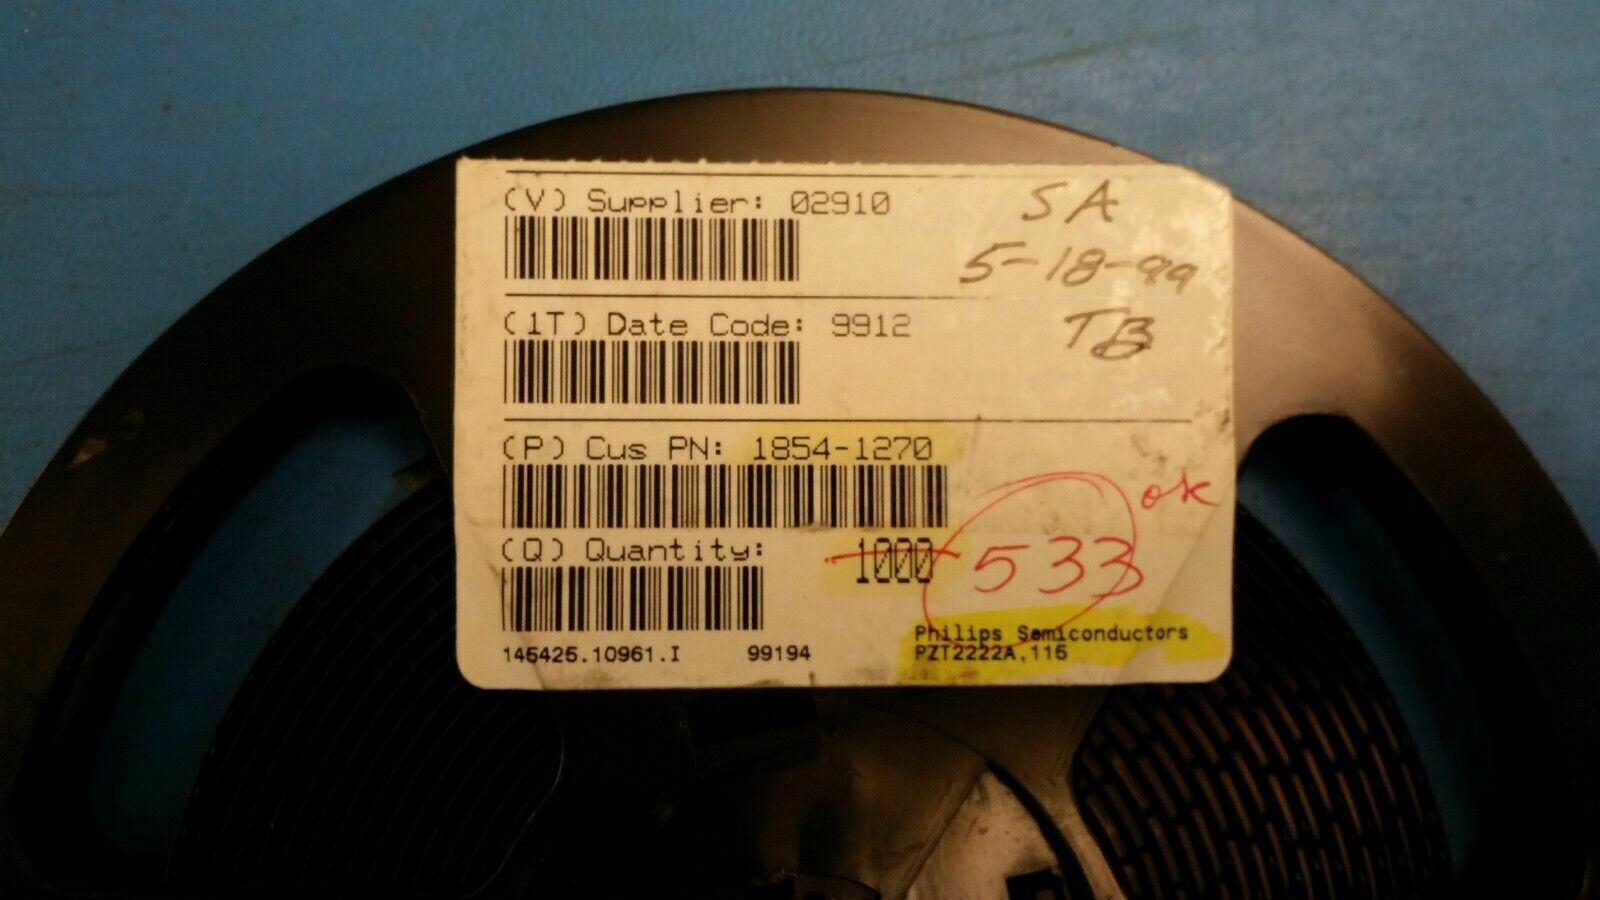 (V) Supplier: 02910
SA
5-18-99
(1T) Date Code: 9912
TB
(P) Cus PN: 1854-1270
ok
(Q) Quantity: 1000 533
Philips Semiconductors
145425.10961.I 99194 PZT2222A,115